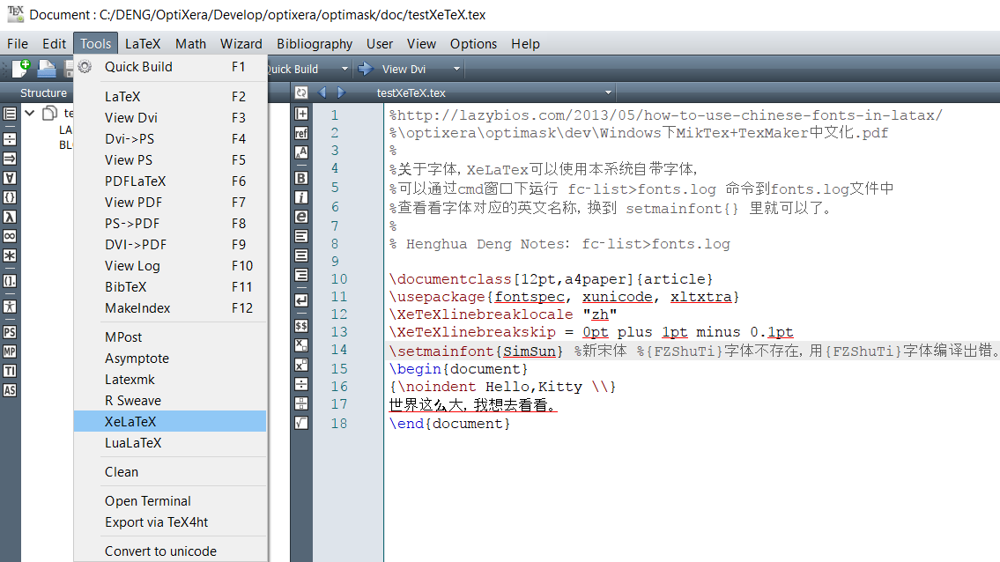 Document : C:/DENG/OptiXera/Develop/optixera/optimask/doc/testXeTeX.tex
File Edit Tools LaTeX Math Wizard Bibliography User View Options Help
Quick Build F1
Quick Build
View Dvi
Structure
testXeTeX.tex
LaTeX F2
View Dvi F3
Dvi->PS F4
View PS F5
PDFLaTeX F6
View PDF F7
PS->PDF F8
DVI->PDF F9
View Log F10
BibTeX F11
MakeIndex F12
MPost
Asymptote
Latexmk
R Sweave
XeLaTeX
LuaLaTeX
Clean
Open Terminal
Export via TeX4ht
Convert to unicode
te
LA
BL
PS
MP
TI
AS
ref
B
i
e
$$
1 %http://lazybios.com/2013/05/how-to-use-chinese-fonts-in-latax/
2 %\optixera\optimask\dev\Windows下MikTex+TexMaker中文化.pdf
3 %
4 %关于字体, XeLaTex可以使用本系统自带字体,
5 %可以通过cmd窗口下运行 fc-list>fonts.log 命令到fonts.log文件中
6 %查看看字体对应的英文名称, 换到 setmainfont{} 里就可以了。
7 %
8 % Henghua Deng Notes: fc-list>fonts.log
9
10 \documentclass[12pt,a4paper]{article}
11 \usepackage{fontspec, xunicode, xltxtra}
12 \XeTeXlinebreaklocale "zh"
13 \XeTeXlinebreakskip = 0pt plus 1pt minus 0.1pt
14 \setmainfont{SimSun} %新宋体 %{FZShuTi}字体不存在, 用{FZShuTi}字体编译出错。
15 \begin{document}
16 {\noindent Hello,Kitty \\}
17 世界这么大, 我想去看看。
18 \end{document}